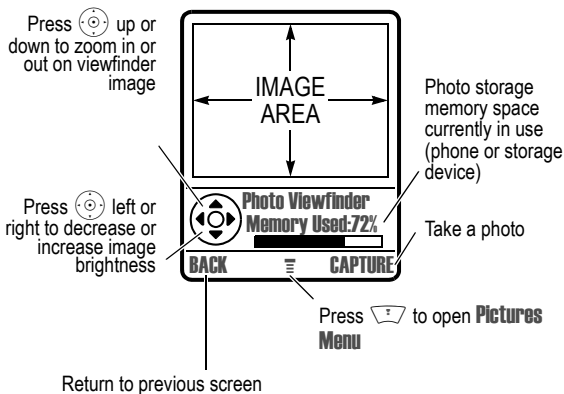 Press up or
down to zoom in or
out on viewfinder
image
IMAGE
AREA
Photo storage
memory space
currently in use
(phone or storage
device)
Press left or
right to decrease or
increase image
brightness
Photo Viewfinder
Memory Used:72%
Take a photo
BACK
CAPTURE
Press to open Pictures
Menu
Return to previous screen